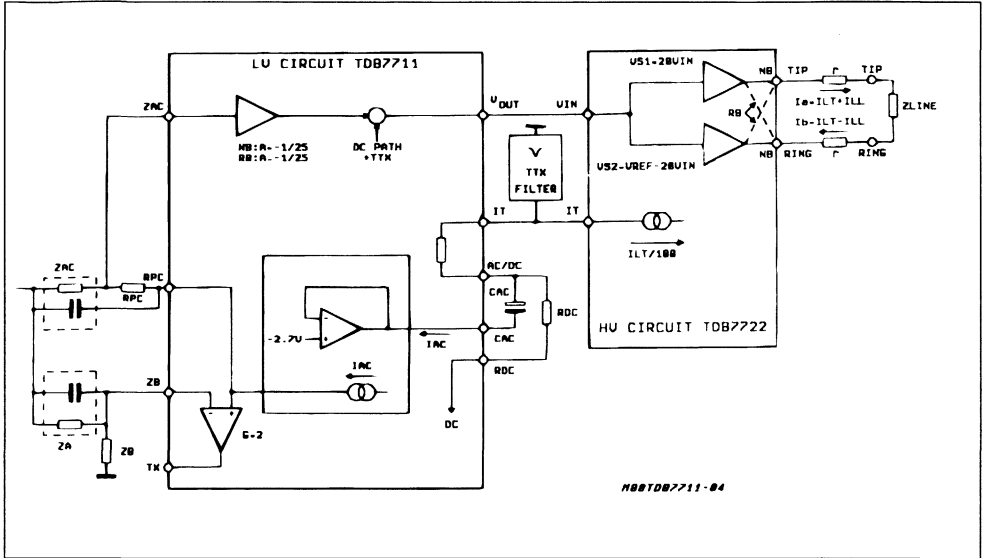 LV CIRCUIT TDB7711
ZAC
NB:A--1/25
RB:A--1/25
DC PATH
+TTX
VOUT
VIN
VS1-20VIN
VS2-VREF-20VIN
RB
NB
TIP
r
TIP
Ia-ILT+ILL
Ib-ILT-ILL
ZLINE
NB
RING
r
RING
TTX
FILTER
IT
IT
ILT/100
HV CIRCUIT TDB7722
AC/DC
CAC
RDC
CAC
RDC
DC
ZAC
RPC
RPC
-2.7V
IAC
IAC
ZB
G-2
ZA
ZB
TX
M88TDB7711-04